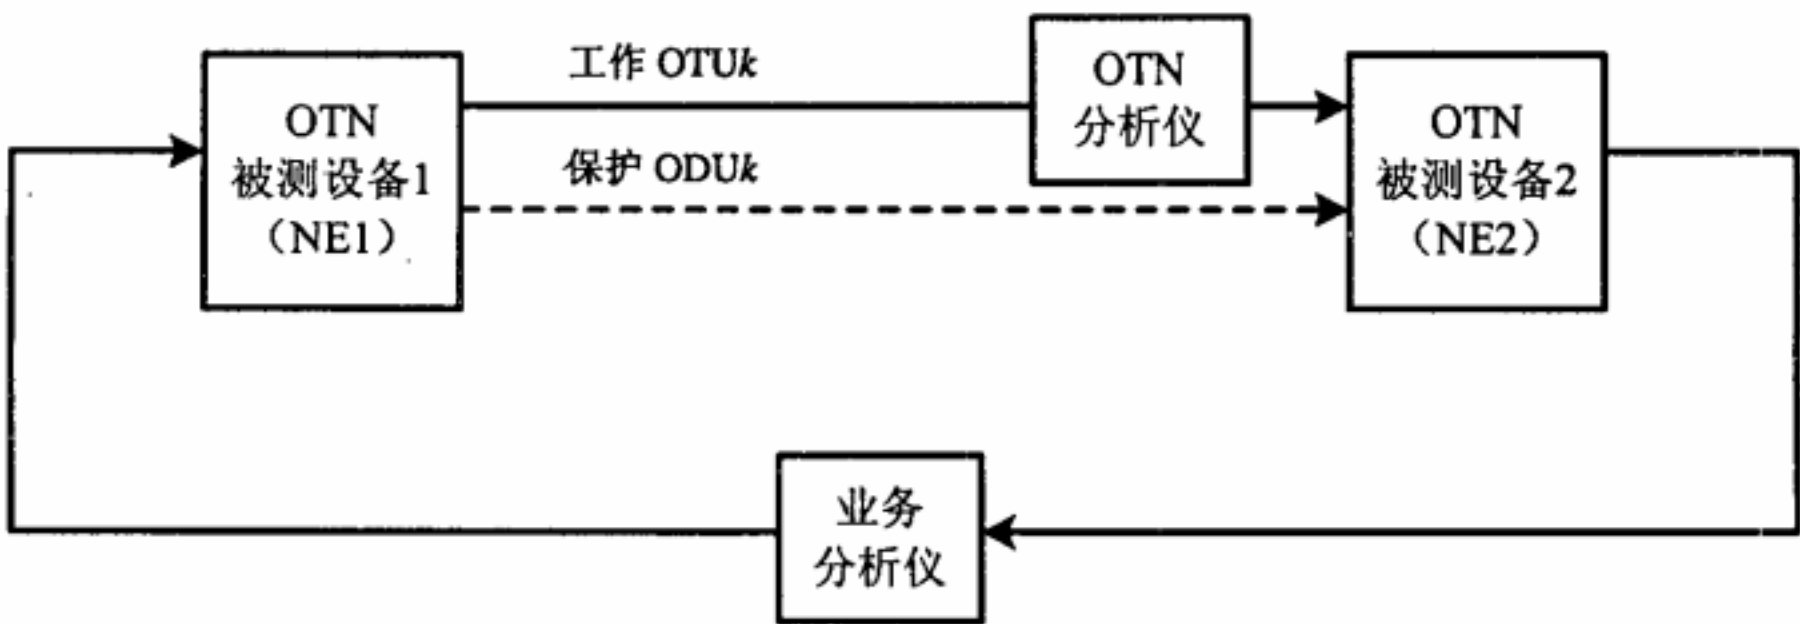 工作 OTUk
OTN
分析仪
OTN
被测设备1
（NE1）
保护 ODUk
OTN
被测设备2
（NE2）
业务
分析仪